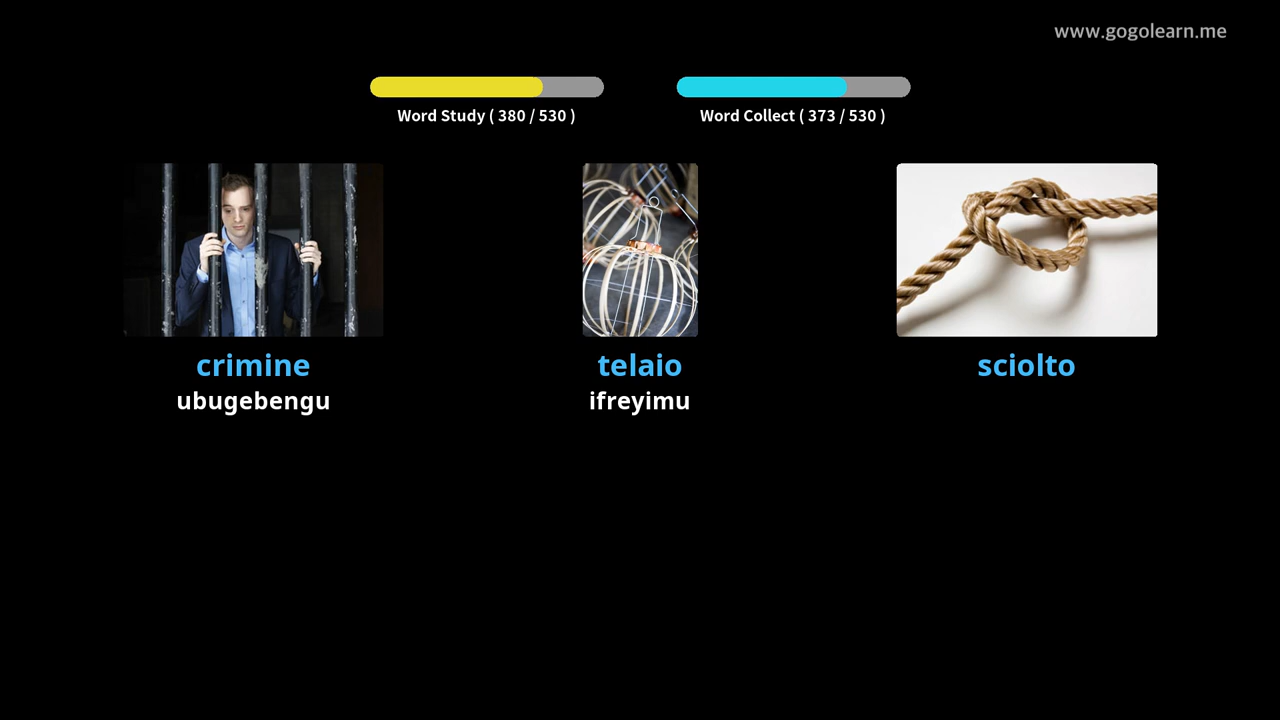 www.gogolearn.me
Word Study ( 380 / 530 )
Word Collect ( 373 / 530 )
crimine
ubugebengu
telaio
ifreyimu
sciolto